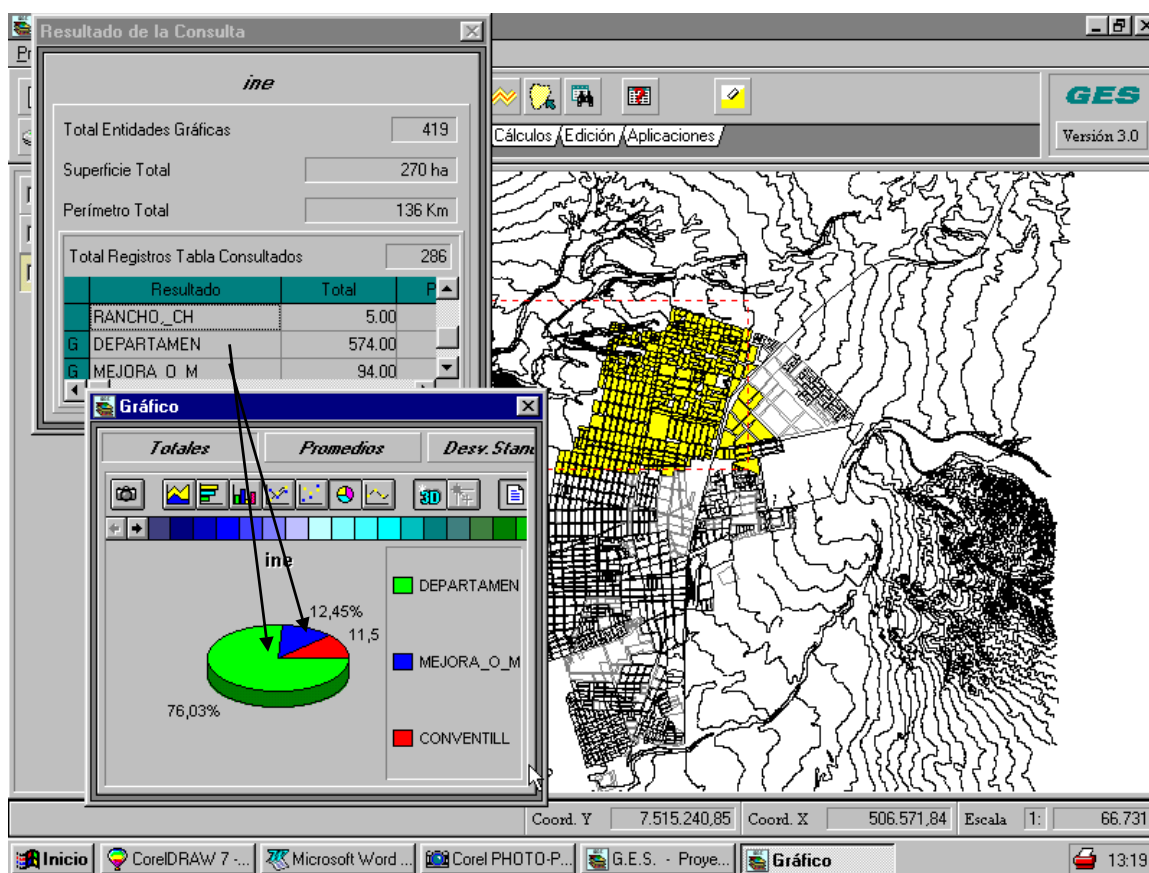 Resultado de la Consulta
Pr
ine
Total Entidades Gráficas 419
Superficie Total 270 ha
Perímetro Total 136 Km
Total Registros Tabla Consultados 286
Resultado Total P
RANCHO,_CH 5.00
G DEPARTAMEN 574.00
G MEJORA_O_M 94.00
Cálculos Edición Aplicaciones
GES
Versión 3.0
Gráfico
Totales Promedios Desv. Stan
3D
ine
12,45%
11,5
76,03%
DEPARTAMEN
MEJORA_O_M
CONVENTILL
Coord. Y 7.515.240,85 Coord. X 506.571,84 Escala 1: 66.731
Inicio CorelDRAW 7 -... Microsoft Word ... Corel PHOTO-P... G.E.S. - Proye... Gráfico 13:19